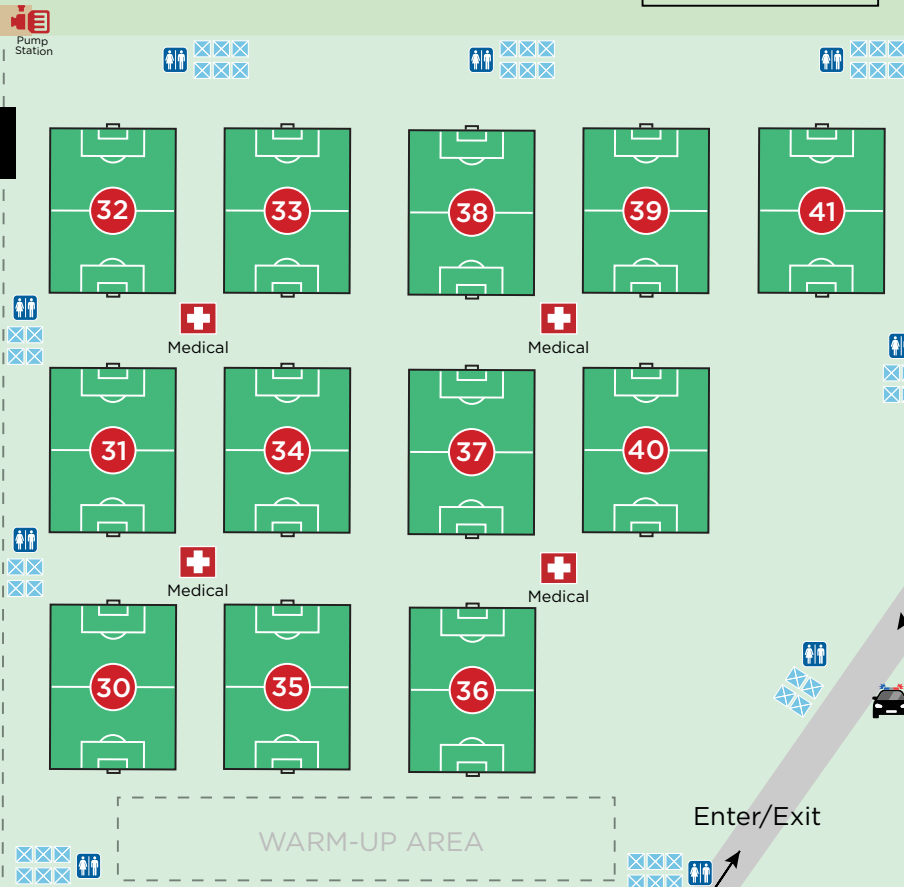 Pump
Station
32
33
38
39
41
Medical
Medical
31
34
37
40
Medical
Medical
30
35
36
Enter/Exit
WARM-UP AREA